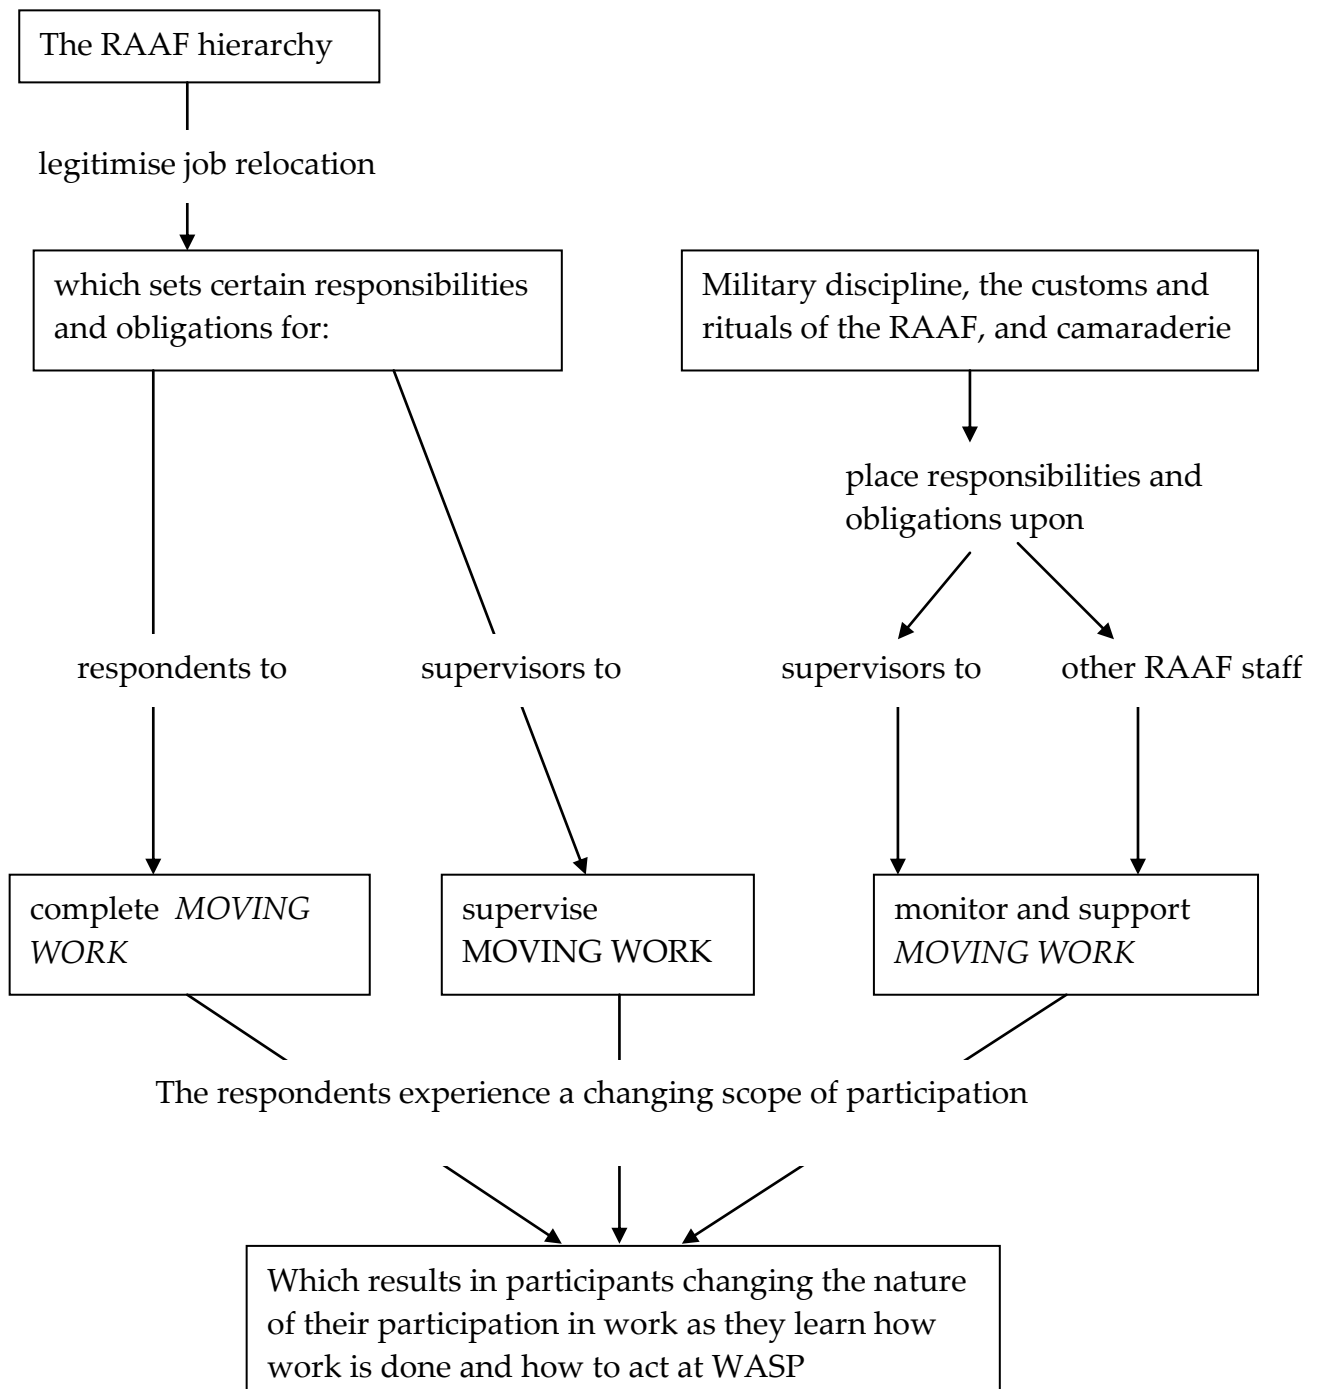 The RAAF hierarchy
legitimise job relocation
which sets certain responsibilities
and obligations for:
Military discipline, the customs and
rituals of the RAAF, and camaraderie
place responsibilities and
obligations upon
respondents to
supervisors to
supervisors to
other RAAF staff
complete MOVING
WORK
supervise
MOVING WORK
monitor and support
MOVING WORK
The respondents experience a changing scope of participation
Which results in participants changing the nature
of their participation in work as they learn how
work is done and how to act at WASP